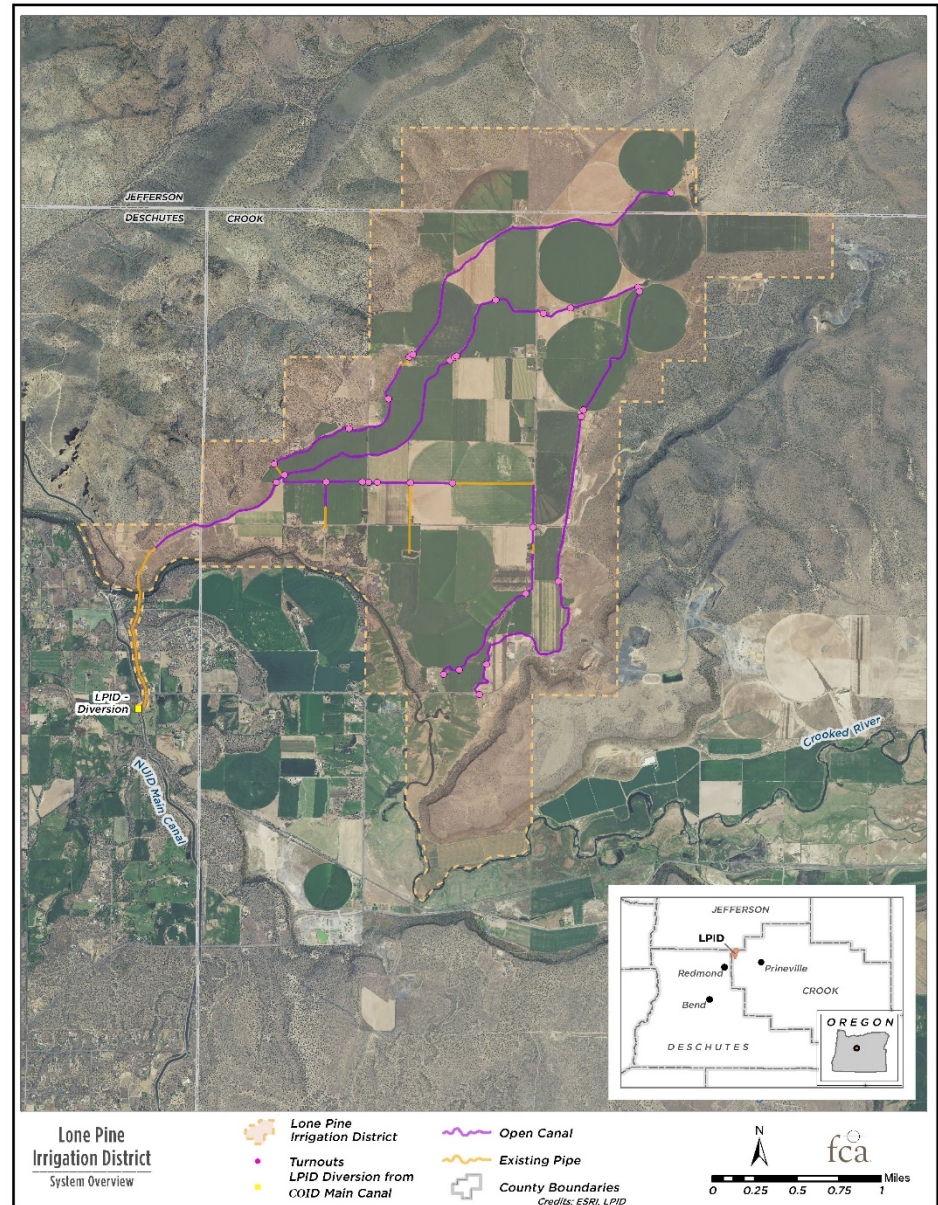 JEFFERSON
DESCHUTES
CROOK
LPID -
Diversion
NUID Main Canal
Crooked River
JEFFERSON
LPID
Redmond
Prineville
CROOK
Bend
OREGON
DESCHUTES
Lone Pine
Irrigation District
System Overview
Lone Pine
Irrigation District
Turnouts
LPID Diversion from
COID Main Canal
Open Canal
Existing Pipe
County Boundaries
Credits: ESRI, LPID
N
fca
Miles
0 0.25 0.5 0.75 1